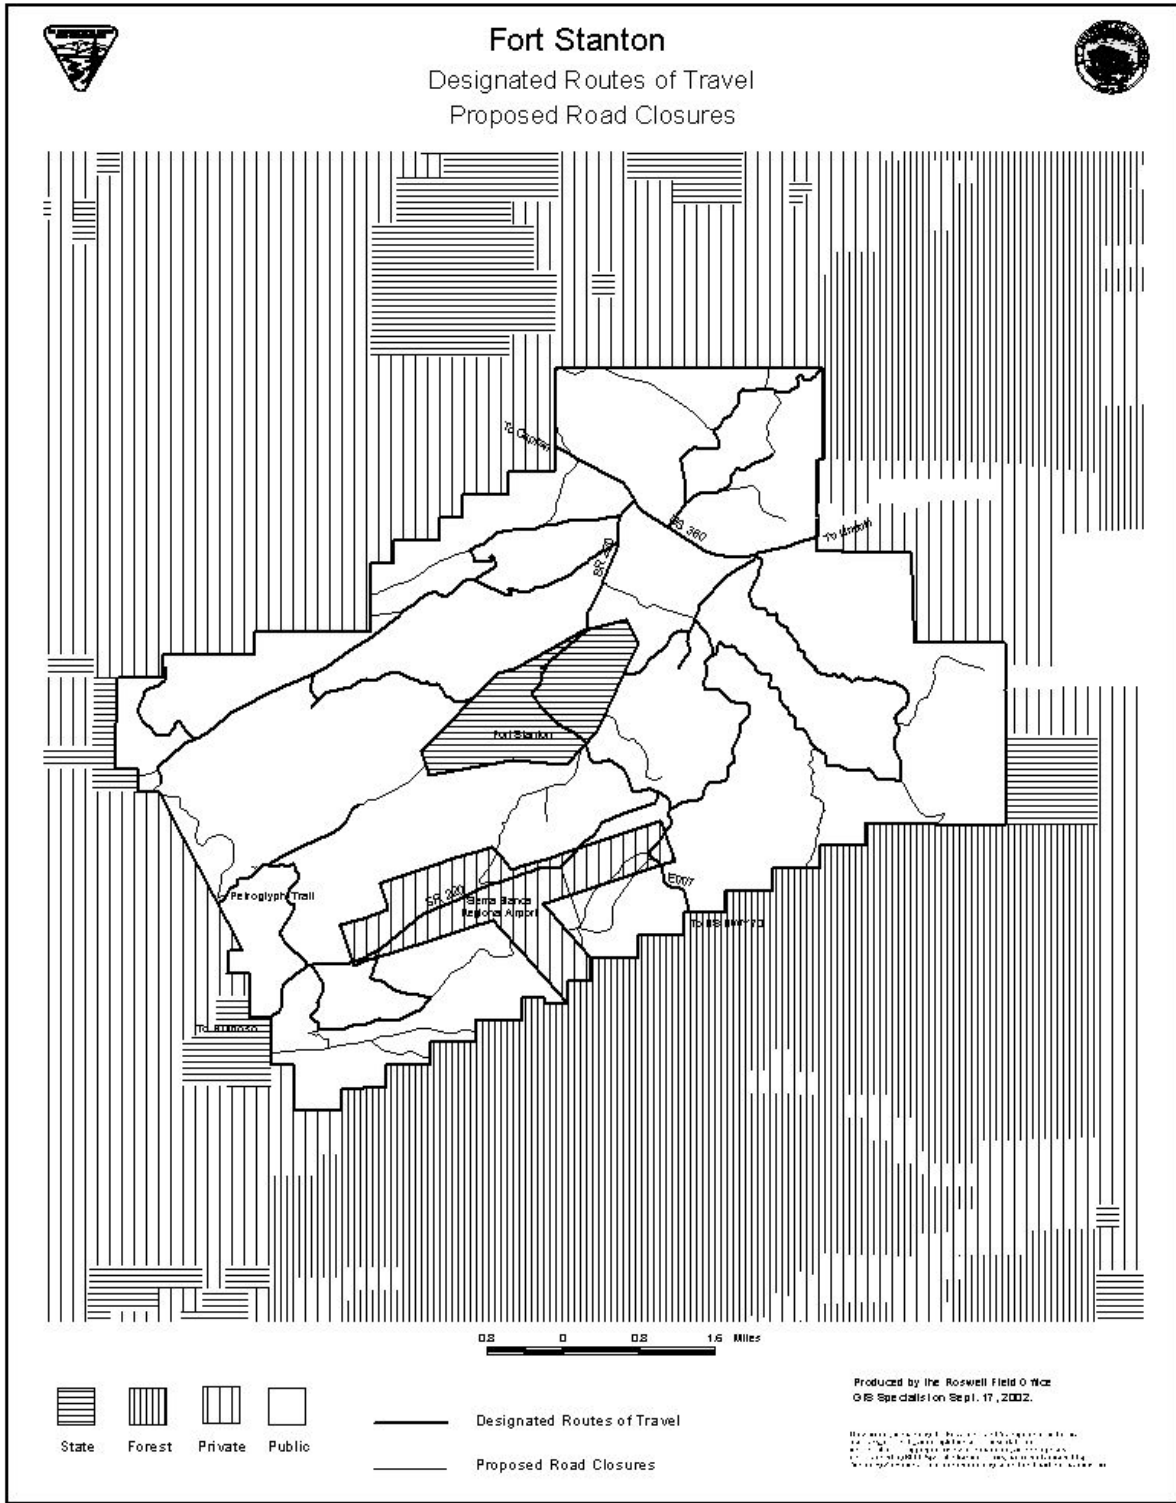 Fort Stanton
Designated Routes of Travel
Proposed Road Closures
To Capitan
US 380
To Lincoln
SR
Fort Stanton
E007
SR 220
Sierra Blanca
Regional Airport
Petroglyph Trail
To US HWY 70
To Ruidoso
0.8 0 0.8 1.6 Miles
Produced by the Roswell Field Office
GIS Specialist on Sept. 17, 2002.
Designated Routes of Travel
State Forest Private Public
Proposed Road Closures